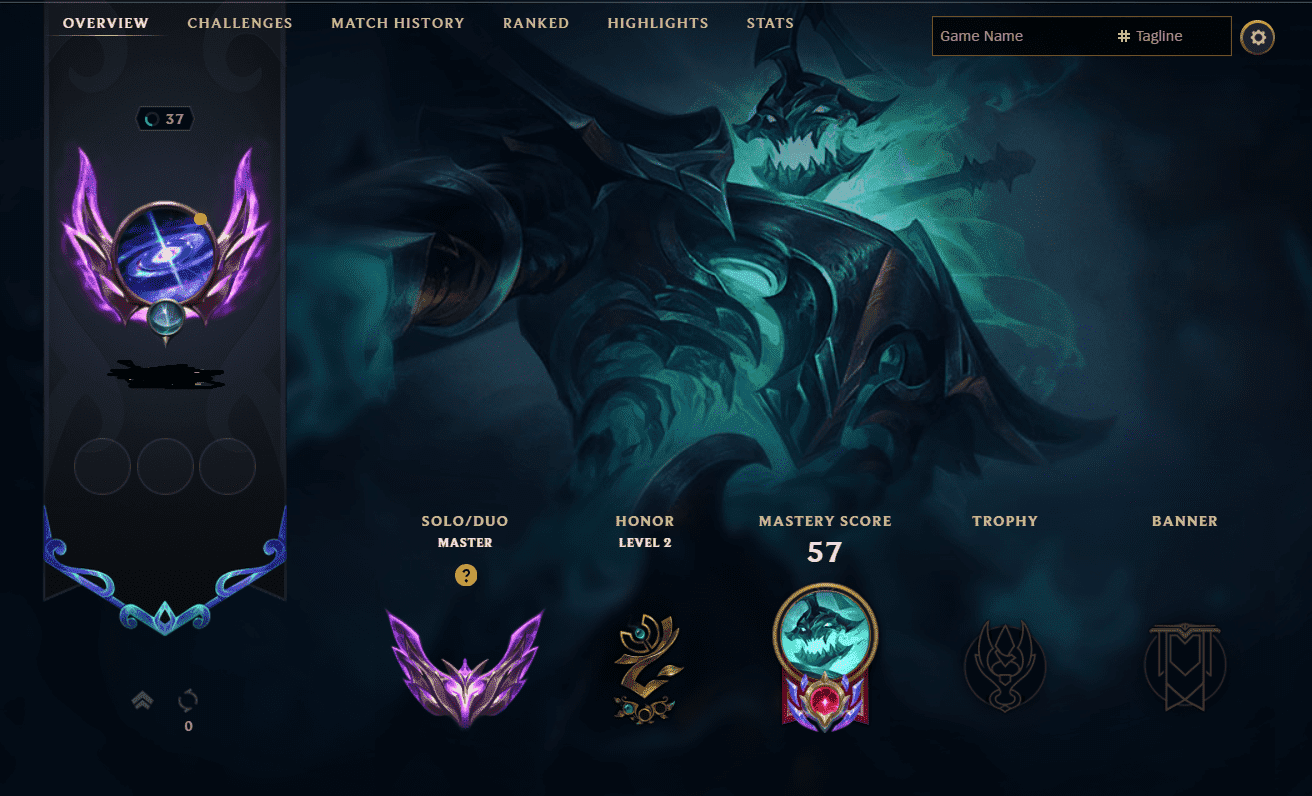 OVERVIEW CHALLENGES MATCH HISTORY RANKED HIGHLIGHTS STATS
Game Name # Tagline
37
SOLO/DUO HONOR MASTERY SCORE TROPHY BANNER
MASTER LEVEL 2
57
?
0